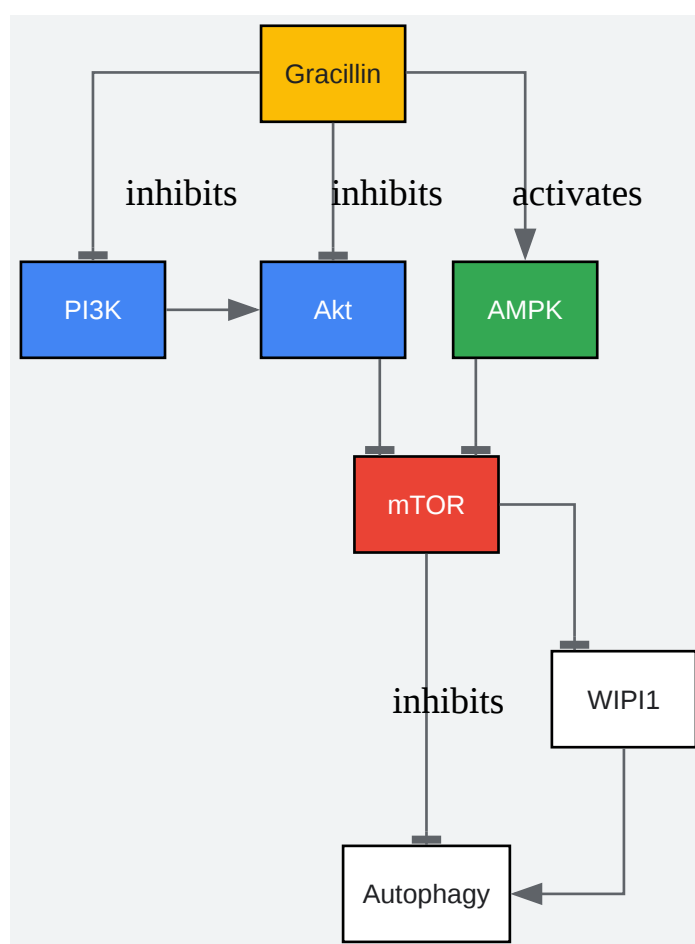 Gracillin
inhibits
inhibits
activates
PI3K
Akt
AMPK
mTOR
inhibits
WIPI1
Autophagy